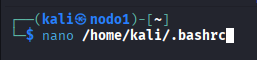 ┌──(kali㉿nodo1)-[~]
└─$ nano /home/kali/.bashrc